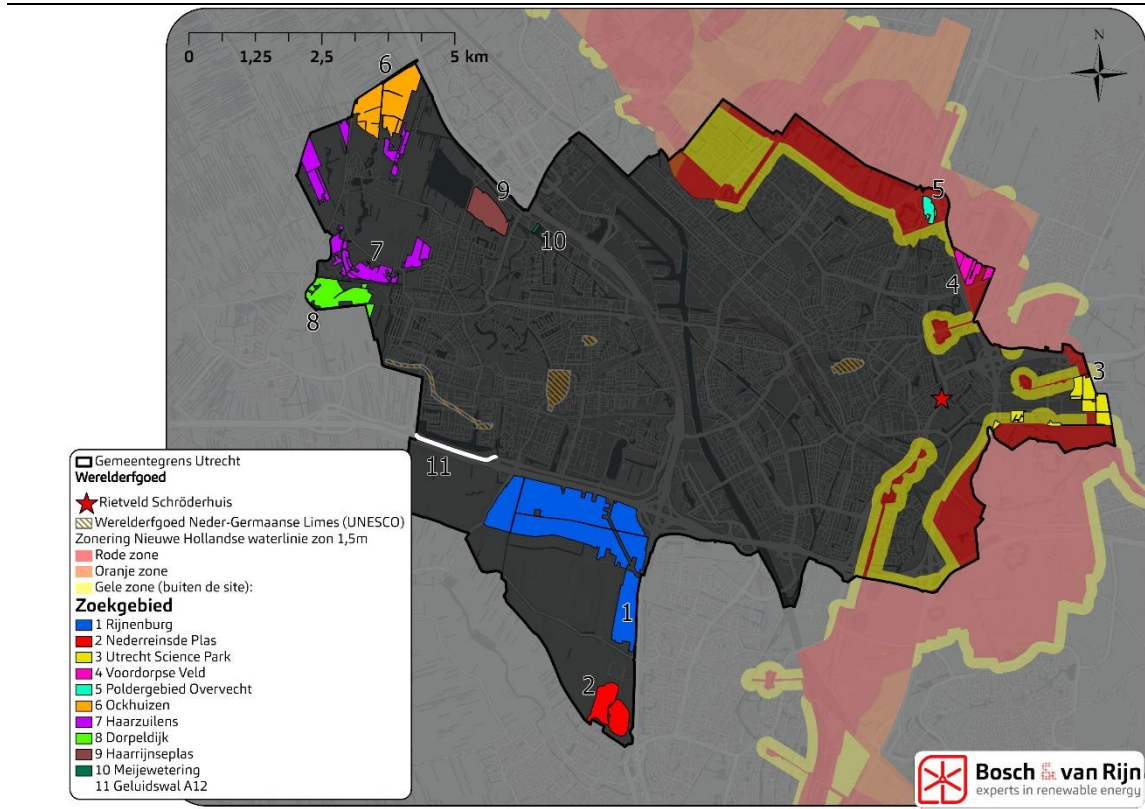 0 1,25 2,5 5 km
N
6
9
10
5
7
4
8
3
11
1
2
Gemeentegrens Utrecht
Werelderfgoed
Rietveld Schröderhuis
Werelderfgoed Neder-Germaanse Limes (UNESCO)
Zonering Nieuwe Hollandse waterlinie zon 1,5m
Rode zone
Oranje zone
Gele zone (buiten de site):
Zoekgebied
1 Rijnenburg
2 Nederreinsde Plas
3 Utrecht Science Park
4 Voordorpse Veld
5 Poldergebied Overvecht
6 Ockhuizen
7 Haarzuilens
8 Dorpeldijk
9 Haarrijnseplas
10 Meijewetering
11 Geluidswal A12
Bosch & van Rijn
experts in renewable energy